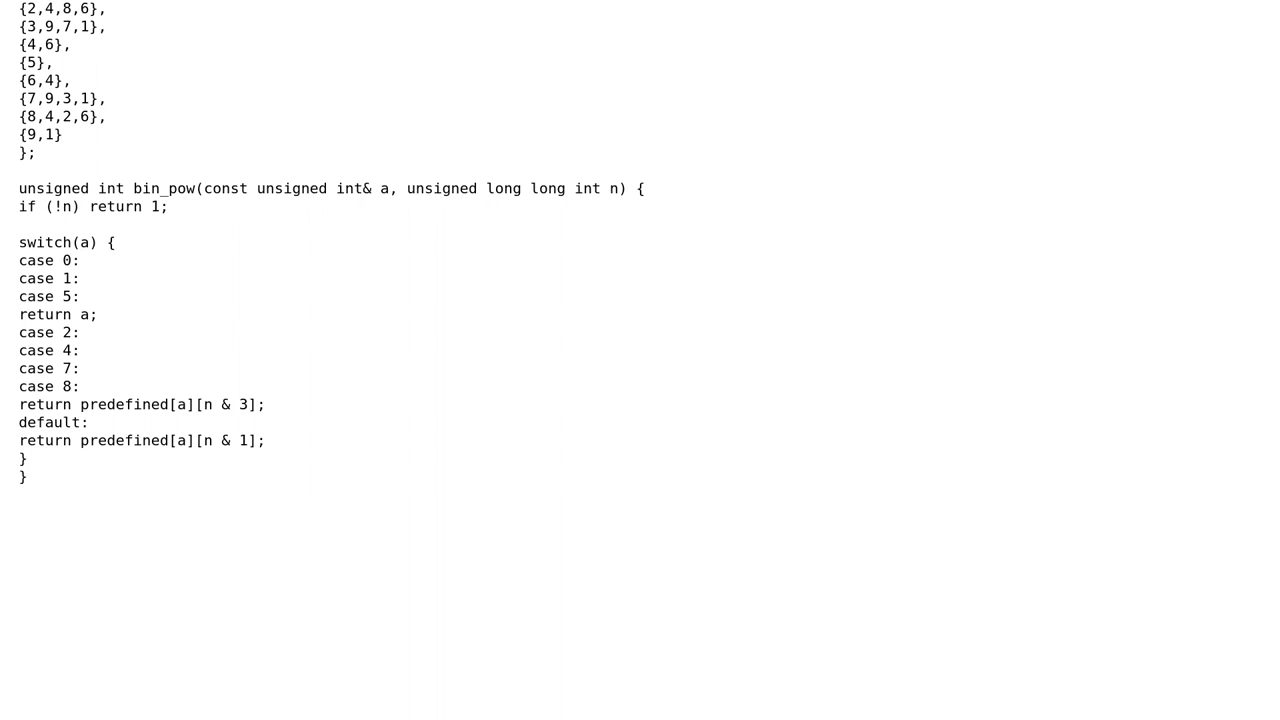 {2,4,8,6},
{3,9,7,1},
{4,6},
{5},
{6,4},
{7,9,3,1},
{8,4,2,6},
{9,1}
};
unsigned int bin_pow(const unsigned int& a, unsigned long long int n) {
if (!n) return 1;
switch(a) {
case 0:
case 1:
case 5:
return a;
case 2:
case 4:
case 7:
case 8:
return predefined[a][n & 3];
default:
return predefined[a][n & 1];
}
}